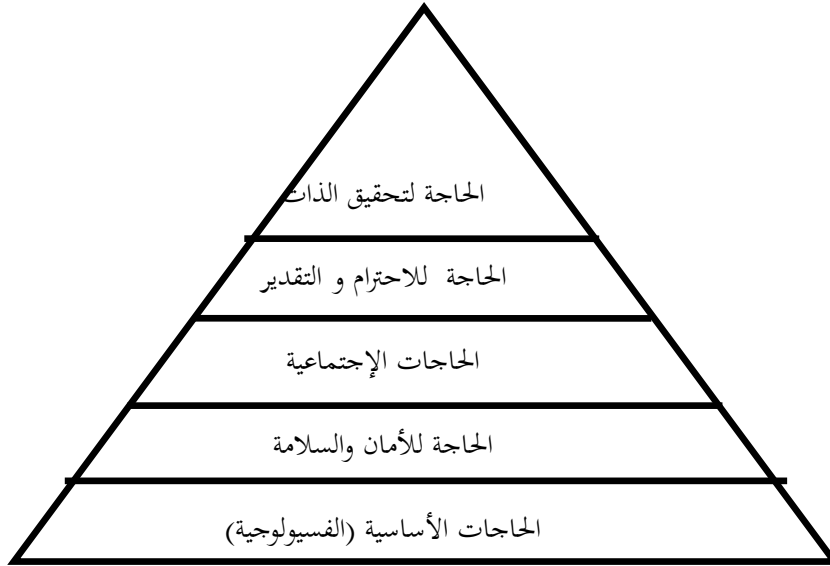 الحاجة لتحقيق الذات
الحاجة للاحترام و التقدير
الحاجات الإجتماعية
الحاجة للأمان والسلامة
الحاجات الأساسية (الفسيولوجية)